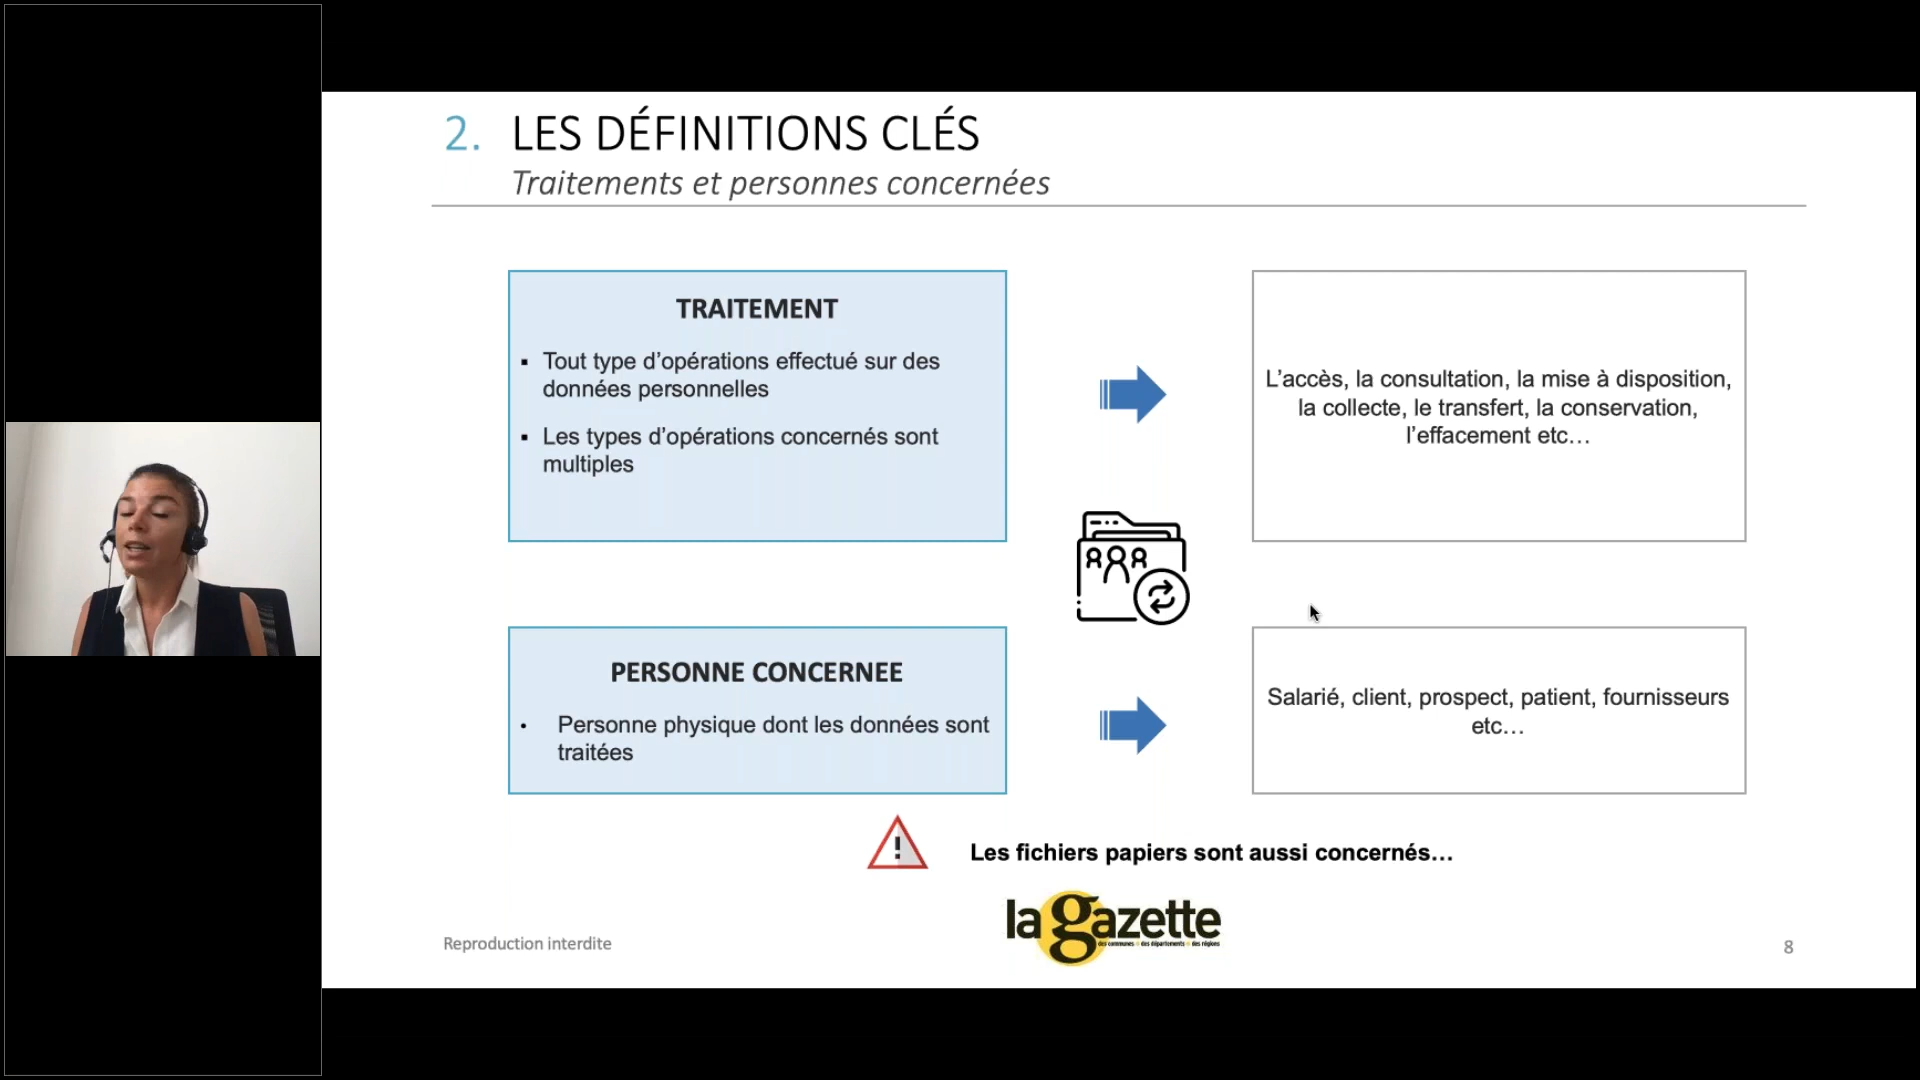 2. LES DÉFINITIONS CLÉS
Traitements et personnes concernées
TRAITEMENT
▪ Tout type d’opérations effectué sur des
données personnelles
▪ Les types d’opérations concernés sont
multiples
L’accès, la consultation, la mise à disposition,
la collecte, le transfert, la conservation,
l’effacement etc…
PERSONNE CONCERNEE
• Personne physique dont les données sont
traitées
Salarié, client, prospect, patient, fournisseurs
etc…
Les fichiers papiers sont aussi concernés…
la gazette
des communes • des départements • des régions
Reproduction interdite
8